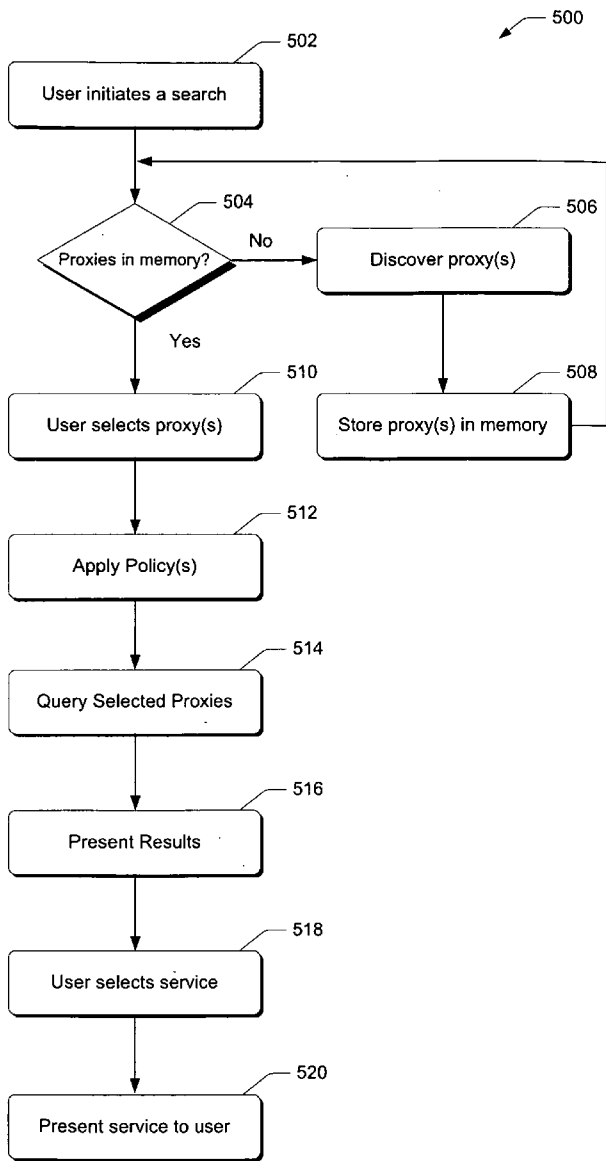 500
502
User initiates a search
504
Proxies in memory?
No
506
Discover proxy(s)
Yes
508
Store proxy(s) in memory
510
User selects proxy(s)
512
Apply Policy(s)
514
Query Selected Proxies
516
Present Results
518
User selects service
520
Present service to user